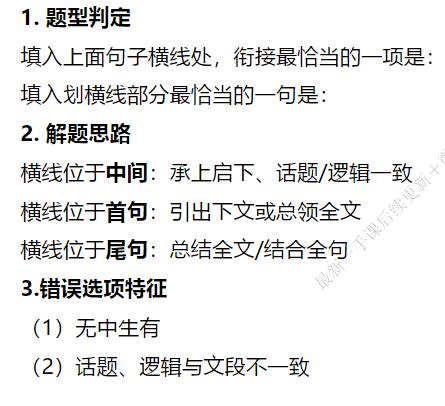 1. 题型判定
填入上面句子横线处，衔接最恰当的一项是：
填入划横线部分最恰当的一句是：
2. 解题思路
横线位于中间：承上启下、话题/逻辑一致
横线位于首句：引出下文或总领全文
横线位于尾句：总结全文/结合全句
3.错误选项特征
（1）无中生有
（2）话题、逻辑与文段不一致
最新一手课后续更新+